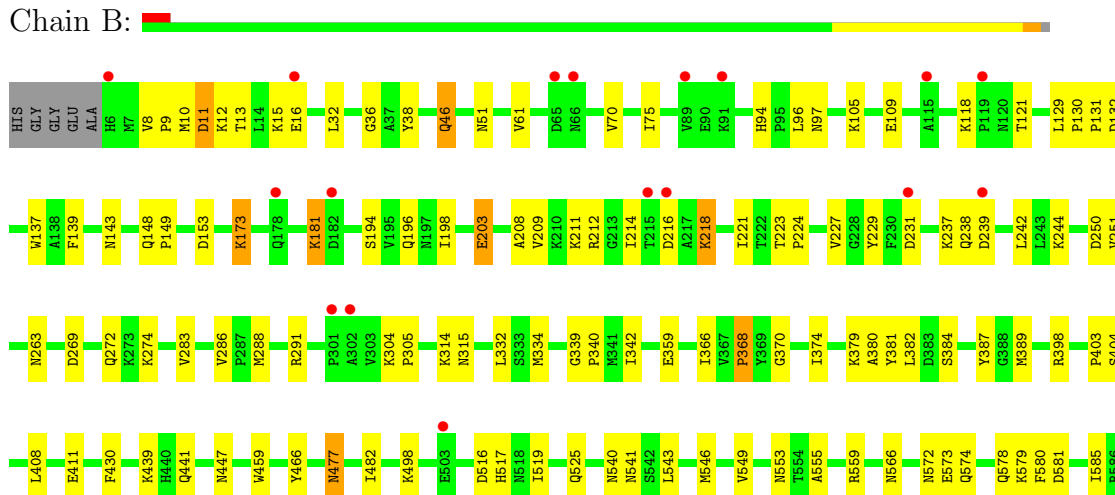 Chain B:
HIS GLY GLY GLU ALA H6 M7 V8 P9 M10 D11 K12 T13 L14 K15 E16 L32 G36 A37 Y38 Q46 N51 V61 D65 N66 V70 I75 V89 E90 K91 H94 P95 L96 N97 K105 E109 A115 K118 P119 N120 T121 L129 P130 P131
W137 A138 F139 N143 Q148 P149 D153 K173 Q178 K181 D182 S194 V195 Q196 N197 I198 E203 A208 V209 K210 K211 R212 G213 I214 T215 D216 A217 K218 I221 T222 T223 P224 V227 G228 Y229 F230 D231 K237 Q238 D239 L242 L243 K244 D250
N263 D269 Q272 K273 K274 V283 V286 P287 M288 R291 P301 A302 V303 K304 P305 K314 N315 L332 S333 M334 G339 P340 M341 I342 E359 I366 V367 P368 Y369 G370 I374 K379 A380 Y381 L382 D383 S384 Y387 G388 M389 R398 P403
L408 E411 F430 K439 H440 Q441 N447 W459 Y466 N477 I482 K498 E503 D516 H517 N518 I519 Q525 N540 N541 S542 L543 M546 V549 N553 T554 A555 R559 N566 N572 E573 Q574 Q578 K579 F580 D581 I585